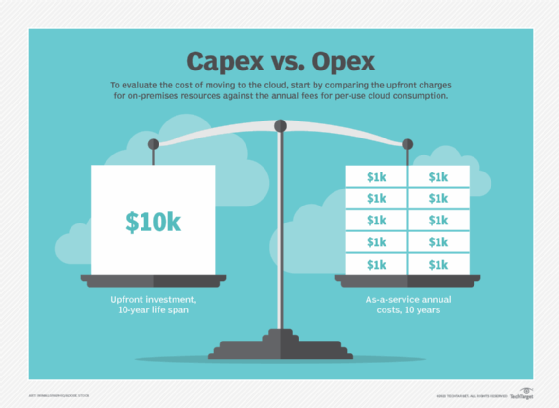 Capex vs. Opex
To evaluate the cost of moving to the cloud, start by comparing the upfront charges
for on-premises resources against the annual fees for per-use cloud consumption.
$10k
$1k $1k
$1k $1k
$1k $1k
$1k $1k
$1k $1k
Upfront investment,
10-year life span
As-a-service annual
costs, 10 years
TechTarget